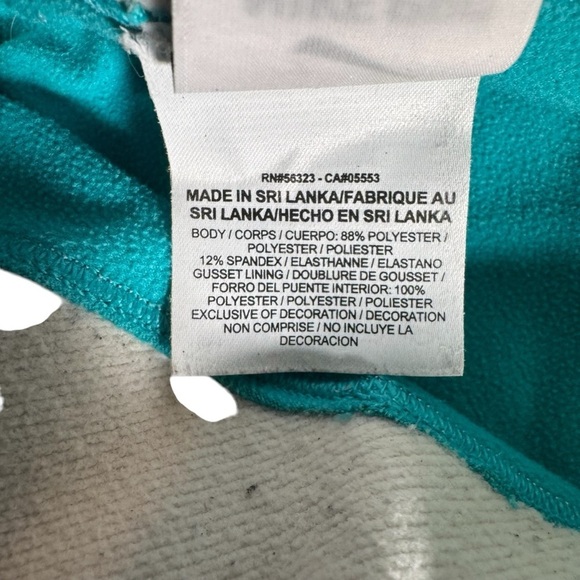 RN#56323 - CA#05553
MADE IN SRI LANKA/FABRIQUE AU
SRI LANKA/HECHO EN SRI LANKA
BODY / CORPS / CUERPO: 88% POLYESTER /
POLYESTER / POLIESTER
12% SPANDEX / ELASTHANNE / ELASTANO
GUSSET LINING / DOUBLURE DE GOUSSET /
FORRO DEL PUENTE INTERIOR: 100%
POLYESTER / POLYESTER / POLIESTER
EXCLUSIVE OF DECORATION / DECORATION
NON COMPRISE / NO INCLUYE LA
DECORACION